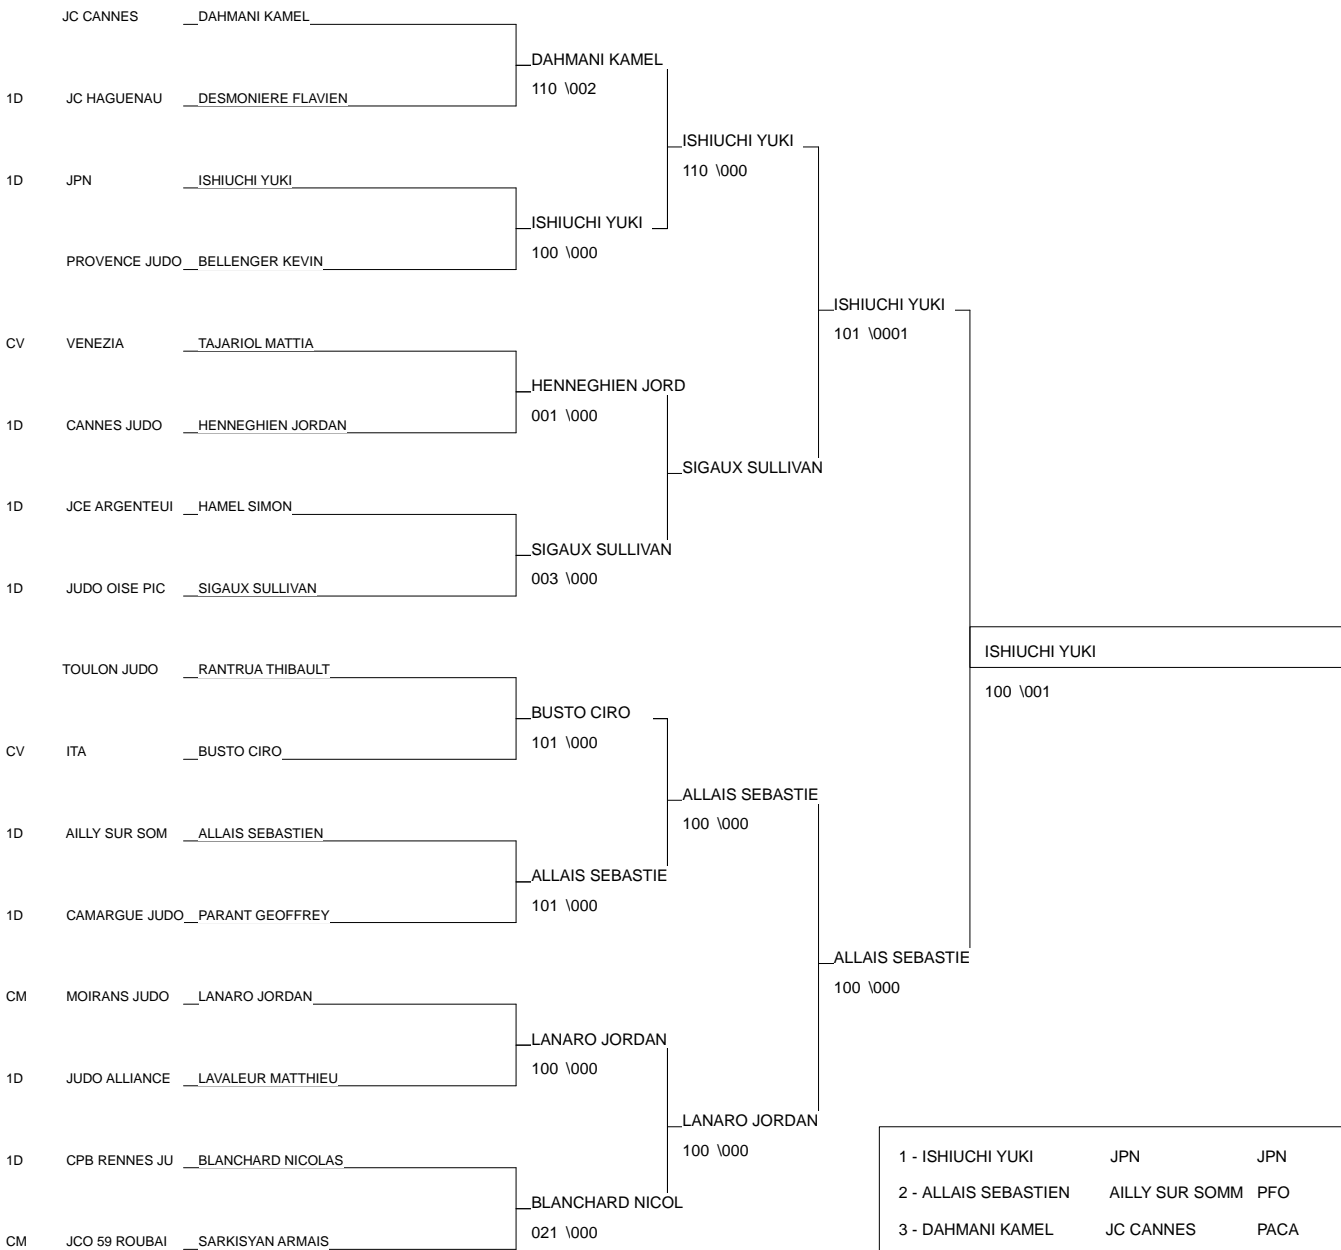 JC CANNES DAHMANI KAMEL
DAHMANI KAMEL
110 \002
1D JC HAGUENAU DESMONIERE FLAVIEN
ISHIUCHI YUKI
110 \000
1D JPN ISHIUCHI YUKI
ISHIUCHI YUKI
100 \000
PROVENCE JUDO BELLENGER KEVIN
ISHIUCHI YUKI
101 \0001
CV VENEZIA TAJARIOL MATTIA
HENNEGHIEN JORD
001 \000
1D CANNES JUDO HENNEGHIEN JORDAN
SIGAUX SULLIVAN
1D JCE ARGENTEUI HAMEL SIMON
SIGAUX SULLIVAN
003 \000
1D JUDO OISE PIC SIGAUX SULLIVAN
ISHIUCHI YUKI
100 \001
TOULON JUDO RANTRUA THIBAULT
BUSTO CIRO
101 \000
CV ITA BUSTO CIRO
ALLAIS SEBASTIE
100 \000
1D AILLY SUR SOM ALLAIS SEBASTIEN
ALLAIS SEBASTIE
101 \000
1D CAMARGUE JUDO PARANT GEOFFREY
ALLAIS SEBASTIE
100 \000
CM MOIRANS JUDO LANARO JORDAN
LANARO JORDAN
100 \000
1D JUDO ALLIANCE LAVALEUR MATTHIEU
LANARO JORDAN
100 \000
1D CPB RENNES JU BLANCHARD NICOLAS
BLANCHARD NICOL
021 \000
CM JCO 59 ROUBAI SARKISYAN ARMAIS
1 - ISHIUCHI YUKI JPN JPN
2 - ALLAIS SEBASTIEN AILLY SUR SOMM PFO
3 - DAHMANI KAMEL JC CANNES PACA